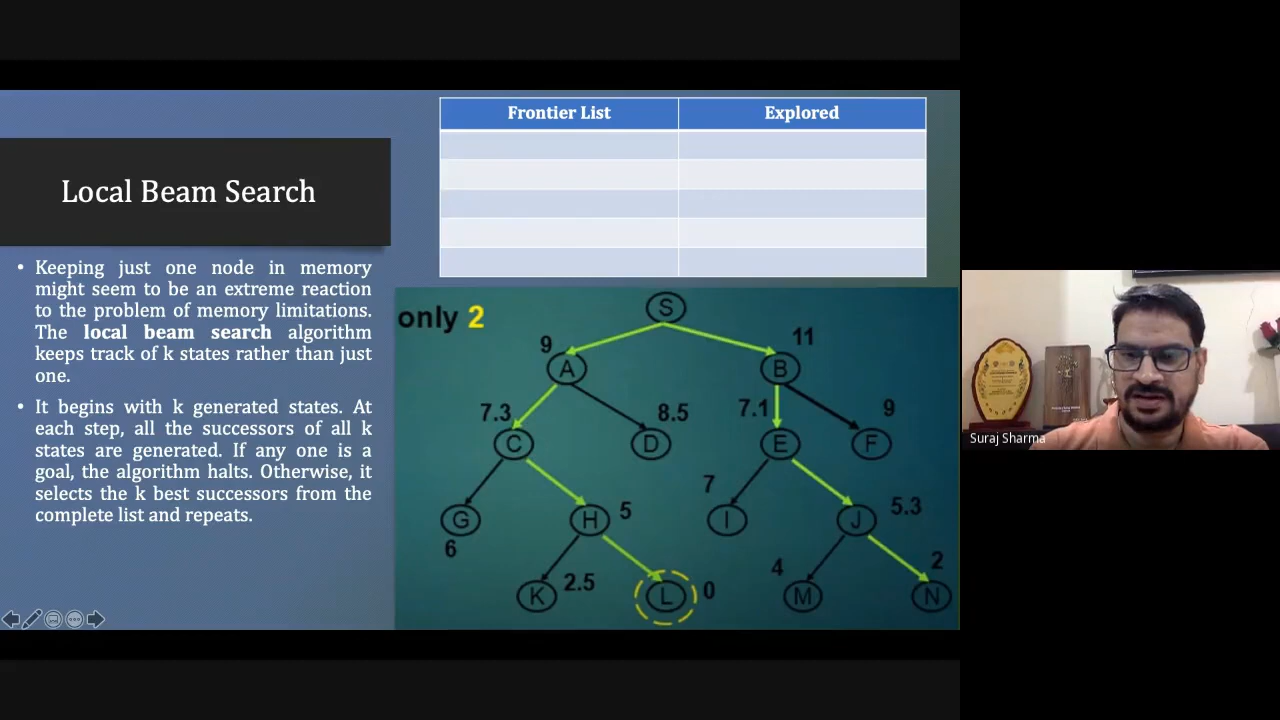 Frontier List
Explored
Local Beam Search
• Keeping just one node in memory
might seem to be an extreme reaction
to the problem of memory limitations.
The local beam search algorithm
keeps track of k states rather than just
one.
• It begins with k generated states. At
each step, all the successors of all k
states are generated. If any one is a
goal, the algorithm halts. Otherwise, it
selects the k best successors from the
complete list and repeats.
only 2
S
9
11
A
B
7.3
8.5
7.1
9
C
D
E
F
7
5
5.3
G
H
I
J
6
2.5
0
4
2
K
L
M
N
Suraj Sharma